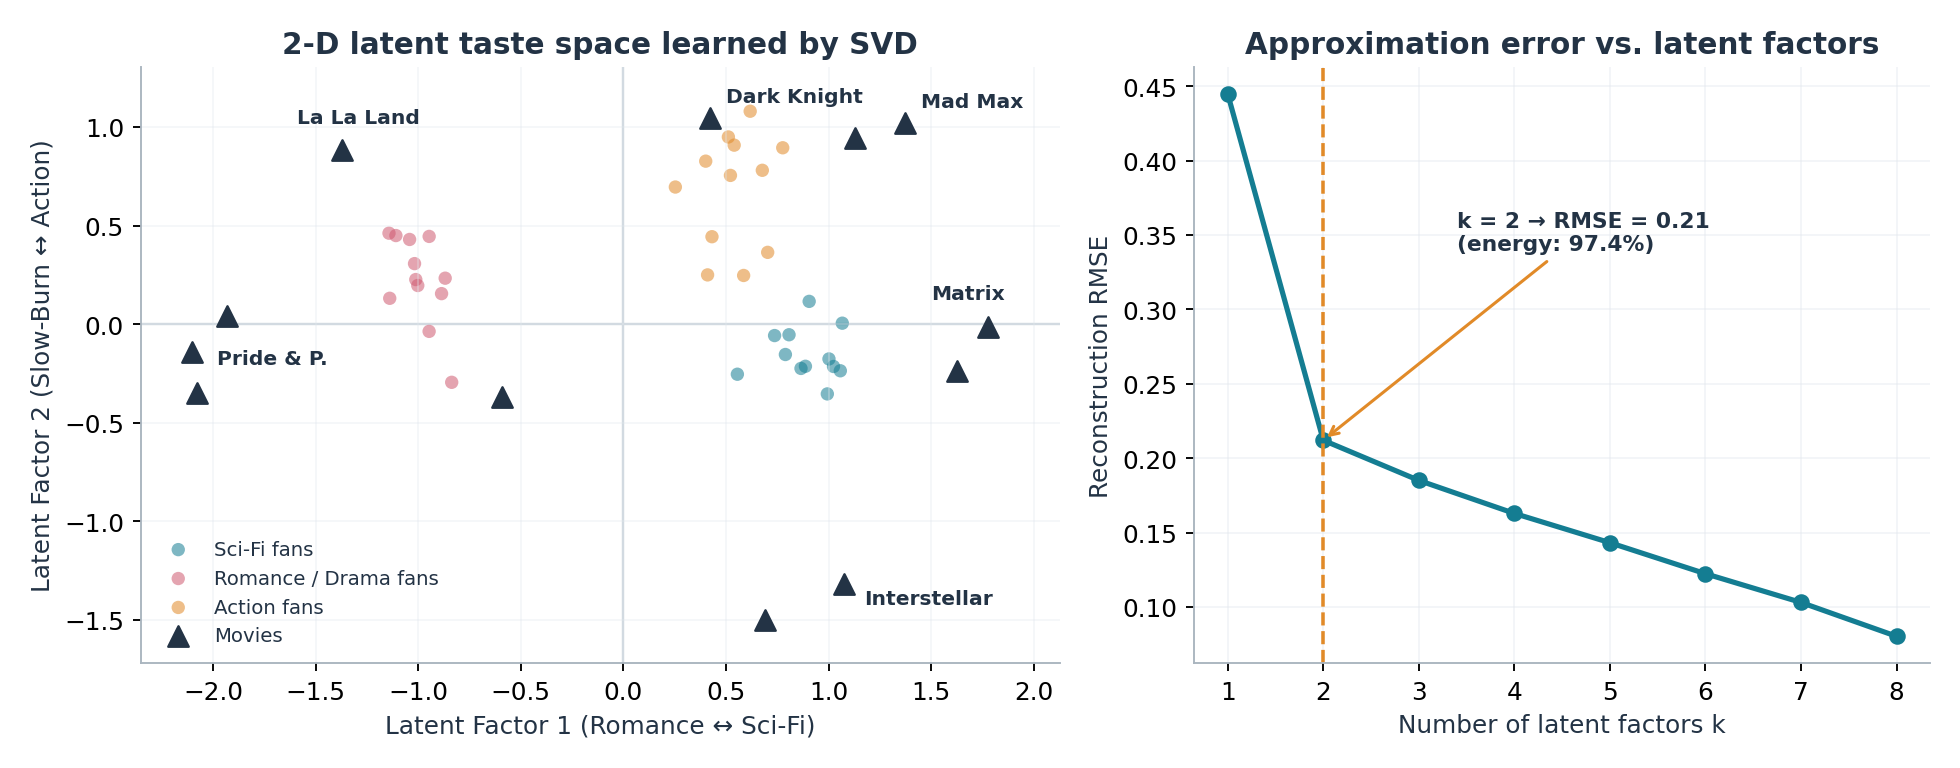 2-D latent taste space learned by SVD
La La Land
Dark Knight
Mad Max
Matrix
Pride & P.
Interstellar
Sci-Fi fans
Romance / Drama fans
Action fans
Movies
1.0
0.5
0.0
−0.5
−1.0
−1.5
−2.0
−1.5
−1.0
−0.5
0.0
0.5
1.0
1.5
2.0
Latent Factor 1 (Romance ↔ Sci-Fi)
Latent Factor 2 (Slow-Burn ↔ Action)
Approximation error vs. latent factors
k = 2 → RMSE = 0.21
(energy: 97.4%)
0.45
0.40
0.35
0.30
0.25
0.20
0.15
0.10
1
2
3
4
5
6
7
8
Number of latent factors k
Reconstruction RMSE